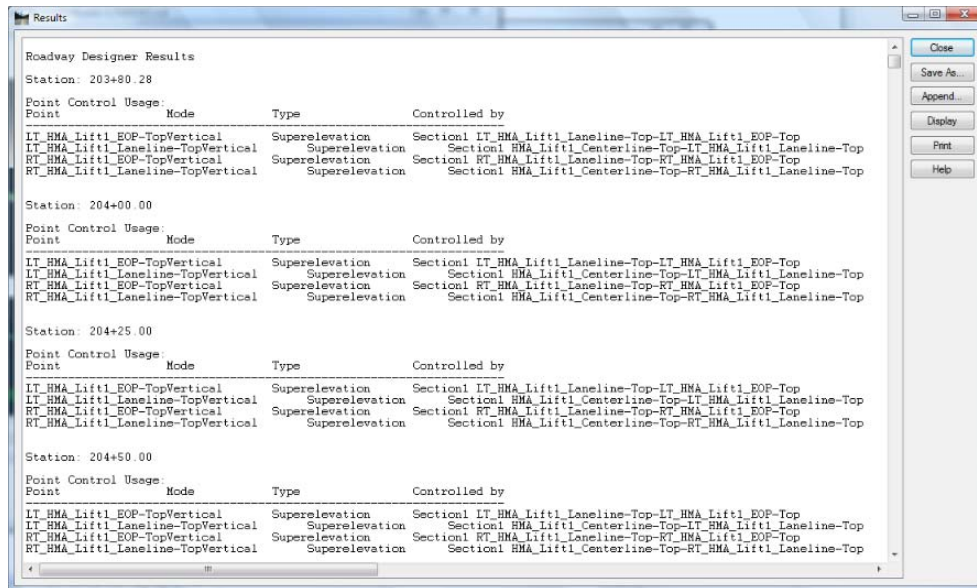 Results
Roadway Designer Results
Station: 203+80.28
Point Control Usage:
Point Mode Type Controlled by
LT_HMA_Lift1_EOP-TopVertical Superelevation Section1 LT_HMA_Lift1_Laneline-Top-LT_HMA_Lift1_EOP-Top
LT_HMA_Lift1_Laneline-TopVertical Superelevation Section1 HMA_Lift1_Centerline-Top-LT_HMA_Lift1_Laneline-Top
RT_HMA_Lift1_EOP-TopVertical Superelevation Section1 RT_HMA_Lift1_Laneline-Top-RT_HMA_Lift1_EOP-Top
RT_HMA_Lift1_Laneline-TopVertical Superelevation Section1 HMA_Lift1_Centerline-Top-RT_HMA_Lift1_Laneline-Top
Station: 204+00.00
Point Control Usage:
Point Mode Type Controlled by
LT_HMA_Lift1_EOP-TopVertical Superelevation Section1 LT_HMA_Lift1_Laneline-Top-LT_HMA_Lift1_EOP-Top
LT_HMA_Lift1_Laneline-TopVertical Superelevation Section1 HMA_Lift1_Centerline-Top-LT_HMA_Lift1_Laneline-Top
RT_HMA_Lift1_EOP-TopVertical Superelevation Section1 RT_HMA_Lift1_Laneline-Top-RT_HMA_Lift1_EOP-Top
RT_HMA_Lift1_Laneline-TopVertical Superelevation Section1 HMA_Lift1_Centerline-Top-RT_HMA_Lift1_Laneline-Top
Station: 204+25.00
Point Control Usage:
Point Mode Type Controlled by
LT_HMA_Lift1_EOP-TopVertical Superelevation Section1 LT_HMA_Lift1_Laneline-Top-LT_HMA_Lift1_EOP-Top
LT_HMA_Lift1_Laneline-TopVertical Superelevation Section1 HMA_Lift1_Centerline-Top-LT_HMA_Lift1_Laneline-Top
RT_HMA_Lift1_EOP-TopVertical Superelevation Section1 RT_HMA_Lift1_Laneline-Top-RT_HMA_Lift1_EOP-Top
RT_HMA_Lift1_Laneline-TopVertical Superelevation Section1 HMA_Lift1_Centerline-Top-RT_HMA_Lift1_Laneline-Top
Station: 204+50.00
Point Control Usage:
Point Mode Type Controlled by
LT_HMA_Lift1_EOP-TopVertical Superelevation Section1 LT_HMA_Lift1_Laneline-Top-LT_HMA_Lift1_EOP-Top
LT_HMA_Lift1_Laneline-TopVertical Superelevation Section1 HMA_Lift1_Centerline-Top-LT_HMA_Lift1_Laneline-Top
RT_HMA_Lift1_EOP-TopVertical Superelevation Section1 RT_HMA_Lift1_Laneline-Top-RT_HMA_Lift1_EOP-Top
RT_HMA_Lift1_Laneline-TopVertical Superelevation Section1 HMA_Lift1_Centerline-Top-RT_HMA_Lift1_Laneline-Top
Close
Save As...
Append...
Display
Print
Help